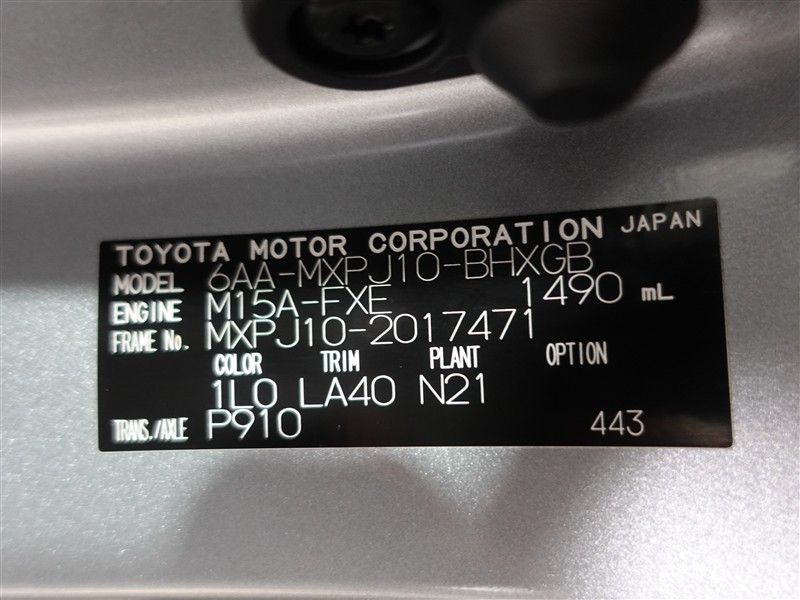 TOYOTA MOTOR CORPORATION JAPAN
MODEL 6AA-MXPJ10-BHXGB
ENGINE M15A-FXE 1490 mL
FRAME No. MXPJ10-2017471
COLOR TRIM PLANT OPTION
1L0 LA40 N21
TRANS./AXLE P910 443